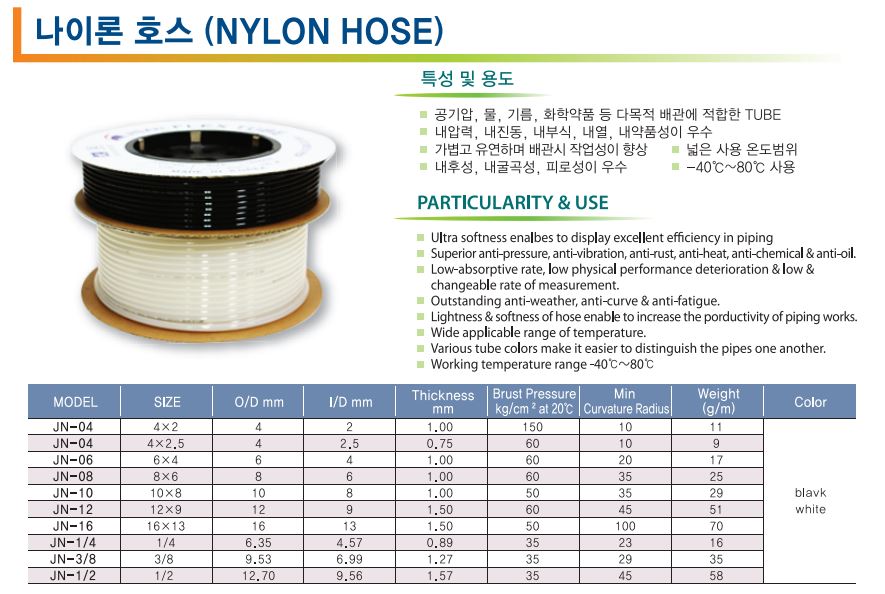 나이론 호스 (NYLON HOSE)
특성 및 용도
공기압, 물, 기름, 화학약품 등 다목적 배관에 적합한 TUBE
내압력, 내진동, 내부식, 내열, 내약품성이 우수
가볍고 유연하며 배관시 작업성이 향상 넓은 사용 온도범위
내후성, 내굴곡성, 피로성이 우수 -40℃~80℃ 사용
PARTICULARITY & USE
Ultra softness enalbes to display excellent efficiency in piping
Superior anti-pressure, anti-vibration, anti-rust, anti-heat, anti-chemical & anti-oil.
Low-absorptive rate, low physical performance deterioration & low &
changeable rate of measurement.
Outstanding anti-weather, anti-curve & anti-fatigue.
Lightness & softness of hose enable to increase the porductivity of piping works.
Wide applicable range of temperature.
Various tube colors make it easier to distinguish the pipes one another.
Working temperature range -40℃~80℃
MODEL SIZE O/D mm I/D mm Thickness mm Brust Pressure kg/cm² at 20℃ Min Curvature Radius Weight (g/m) Color
JN-04 4×2 4 2 1.00 150 10 11
JN-04 4×2.5 4 2.5 0.75 60 10 9
JN-06 6×4 6 4 1.00 60 20 17
JN-08 8×6 8 6 1.00 60 35 25
JN-10 10×8 10 8 1.00 50 35 29 blavk
JN-12 12×9 12 9 1.50 60 45 51 white
JN-16 16×13 16 13 1.50 50 100 70
JN-1/4 1/4 6.35 4.57 0.89 35 23 16
JN-3/8 3/8 9.53 6.99 1.27 35 29 35
JN-1/2 1/2 12.70 9.56 1.57 35 45 58